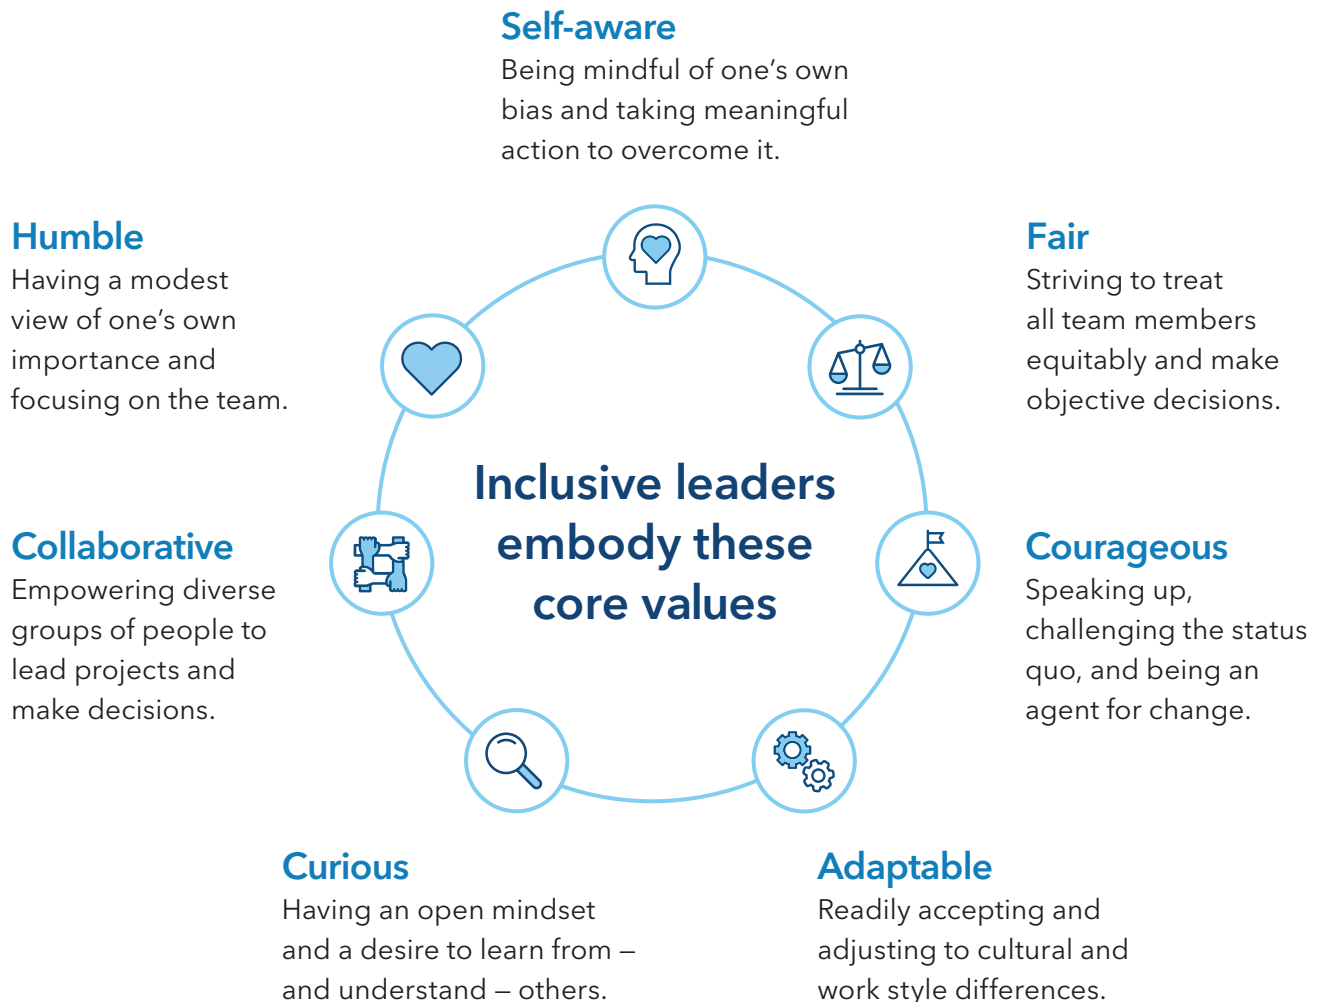 Self-aware
Being mindful of one’s own
bias and taking meaningful
action to overcome it.
Humble
Having a modest
view of one’s own
importance and
focusing on the team.
Fair
Striving to treat
all team members
equitably and make
objective decisions.
Inclusive leaders
embody these
core values
Collaborative
Empowering diverse
groups of people to
lead projects and
make decisions.
Courageous
Speaking up,
challenging the status
quo, and being an
agent for change.
Curious
Having an open mindset
and a desire to learn from –
and understand – others.
Adaptable
Readily accepting and
adjusting to cultural and
work style differences.